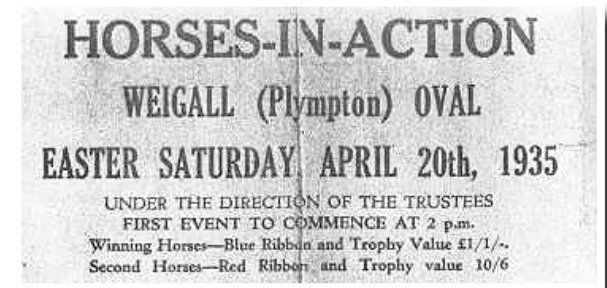 HORSES-IN-ACTION
WEIGALL (Plympton) OVAL
EASTER SATURDAY, APRIL 20th, 1935
UNDER THE DIRECTION OF THE TRUSTEES
FIRST EVENT TO COMMENCE AT 2 p.m.
Winning Horses—Blue Ribbon and Trophy Value £1/1/-.
Second Horses—Red Ribbon and Trophy value 10/6